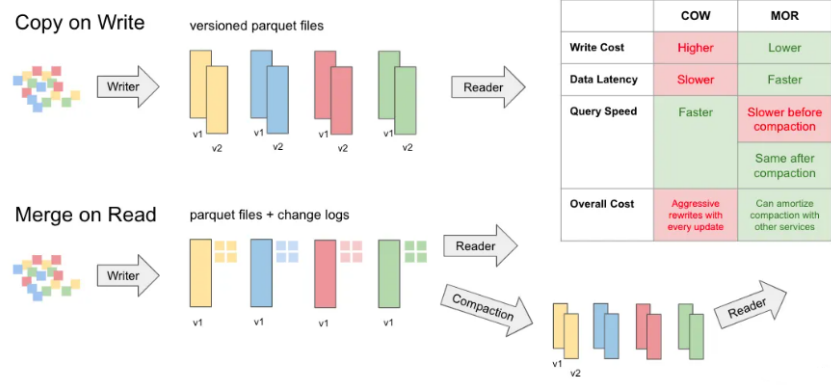 Copy on Write
versioned parquet files
Writer
Reader
v1
v2
v1
v2
v1
v2
v1
v2
COW
MOR
Write Cost
Higher
Lower
Data Latency
Slower
Faster
Query Speed
Faster
Slower before
compaction
Same after
compaction
Overall Cost
Aggressive
rewrites with
every update
Can amortize
compaction with
other services
Merge on Read
parquet files + change logs
Writer
Reader
Compaction
v1
v1
v1
v1
Reader
v1
v2